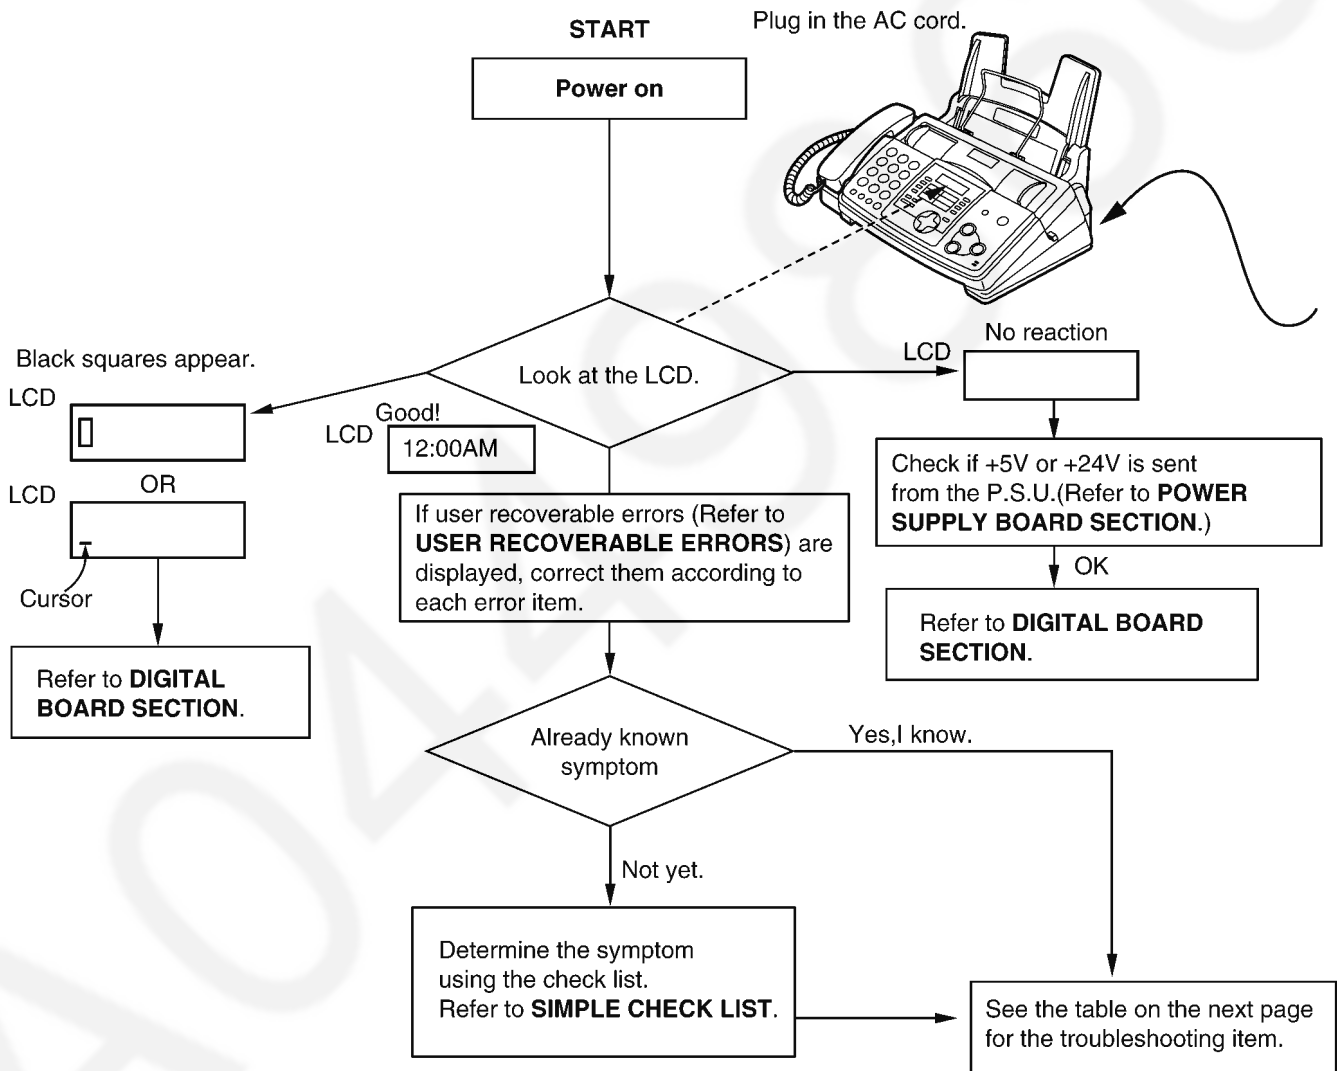 START
Plug in the AC cord.
Power on
Look at the LCD.
Black squares appear.
LCD
OR
LCD
Cursor
Refer to DIGITAL
BOARD SECTION.
Good!
LCD
12:00AM
If user recoverable errors (Refer to
USER RECOVERABLE ERRORS) are
displayed, correct them according to
each error item.
No reaction
LCD
Check if +5V or +24V is sent
from the P.S.U.(Refer to POWER
SUPPLY BOARD SECTION.)
OK
Refer to DIGITAL BOARD
SECTION.
Already known
symptom
Yes,I know.
Not yet.
Determine the symptom
using the check list.
Refer to SIMPLE CHECK LIST.
See the table on the next page
for the troubleshooting item.